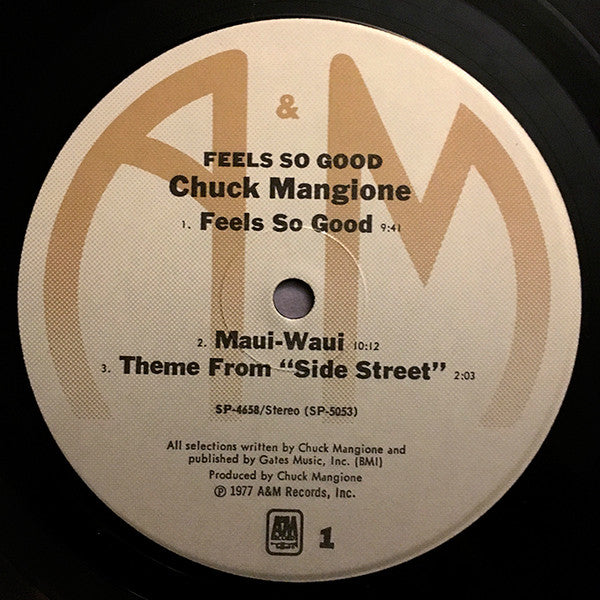 A&M
FEELS SO GOOD
Chuck Mangione
1. Feels So Good 9:41
2. Maui-Waui 10:12
3. Theme From "Side Street" 2:03
SP-4658/Stereo (SP-5053)
All selections written by Chuck Mangione and
published by Gates Music, Inc. (BMI)
Produced by Chuck Mangione
℗ 1977 A&M Records, Inc.
A&M 1